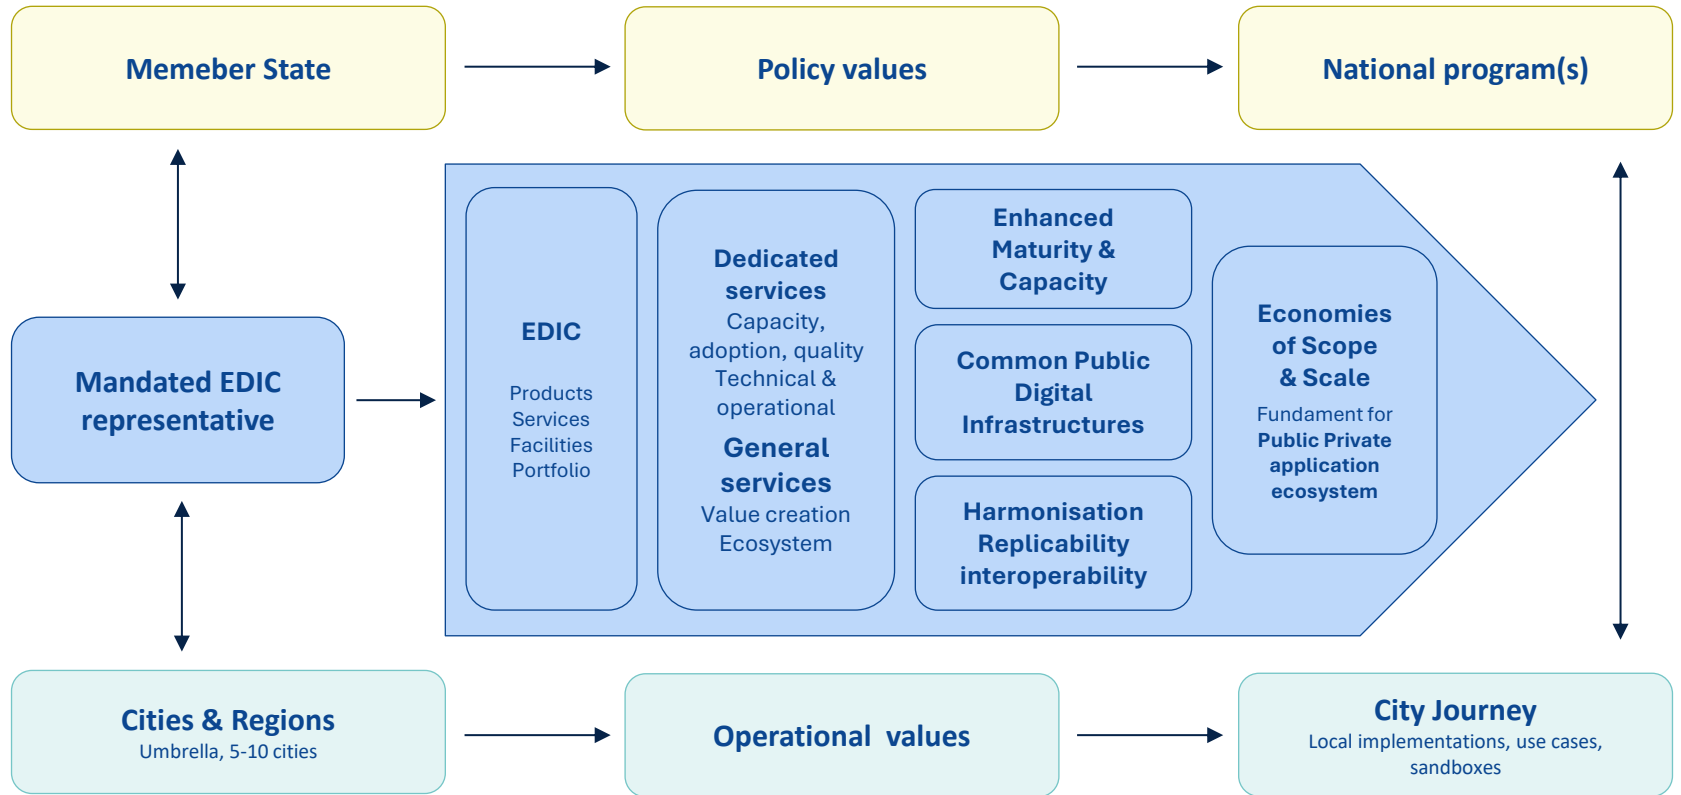 Memeber State
Policy values
National program(s)
Mandated EDIC
representative
EDIC
Products
Services
Facilities
Portfolio
Dedicated
services
Capacity,
adoption, quality
Technical &
operational
General
services
Value creation
Ecosystem
Enhanced
Maturity &
Capacity
Common Public
Digital
Infrastructures
Harmonisation
Replicability
interoperability
Economies
of Scope
& Scale
Fundament for
Public Private
application
ecosystem
Cities & Regions
Umbrella, 5-10 cities
Operational  values
City Journey
Local implementations, use cases,
sandboxes